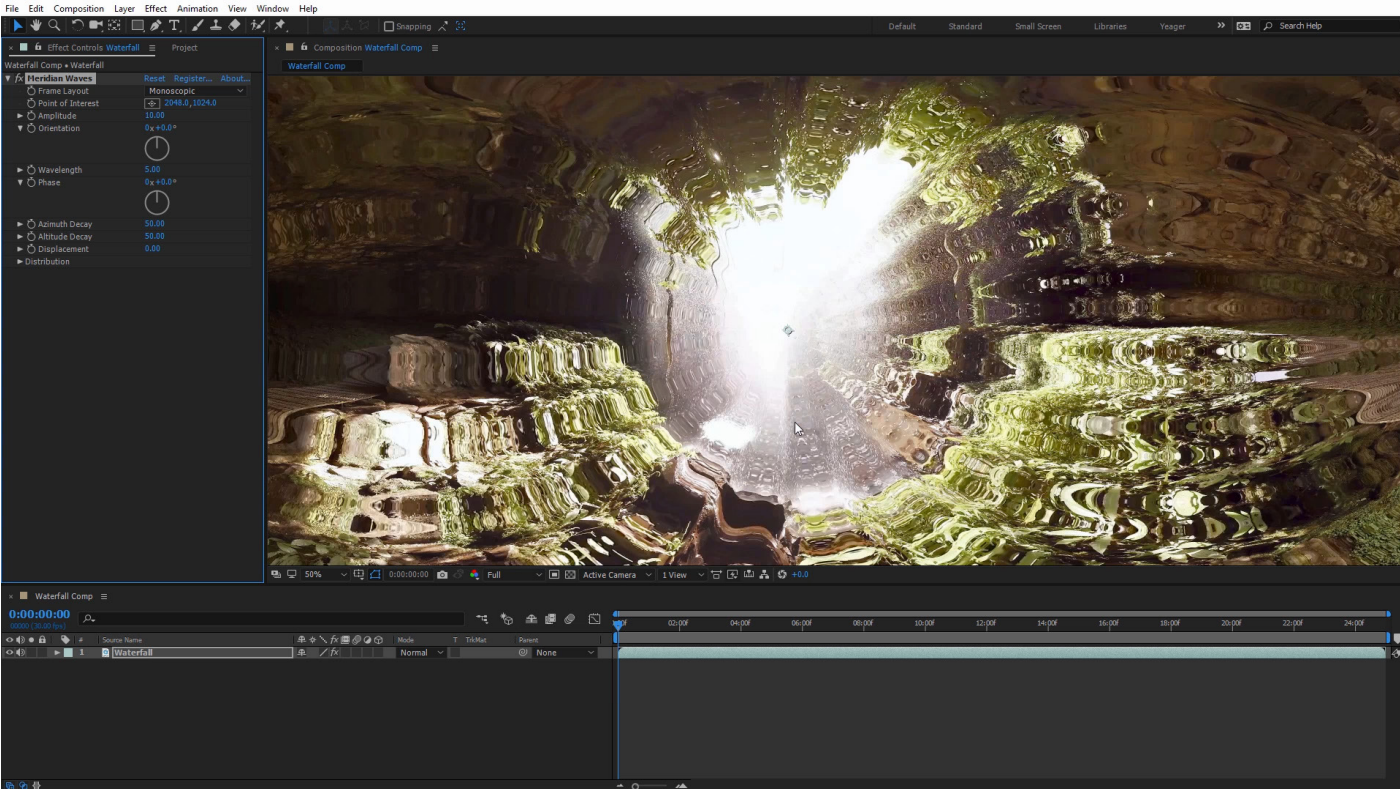 File Edit Composition Layer Effect Animation View Window Help
Snapping Default Standard Small Screen Libraries Yeager Search Help
Effect Controls Waterfall Project
Composition Waterfall Comp
Waterfall Comp • Waterfall
Waterfall Comp
fx Meridian Waves Reset Register... About...
Frame Layout Monoscopic
Point of Interest 2048.0,1024.0
Amplitude 10.00
Orientation 0x+0.0°
Wavelength 5.00
Phase 0x+0.0°
Azimuth Decay 50.00
Altitude Decay 50.00
Displacement 0.00
Distribution
50% 0:00:00:00 Full Active Camera 1 View +0.0
Waterfall Comp
0:00:00:00
00000 (30.00 fps)
02:00f 04:00f 06:00f 08:00f 10:00f 12:00f 14:00f 16:00f 18:00f 20:00f 22:00f 24:00f
# Source Name Mode T TrkMat Parent
1 Waterfall Normal None